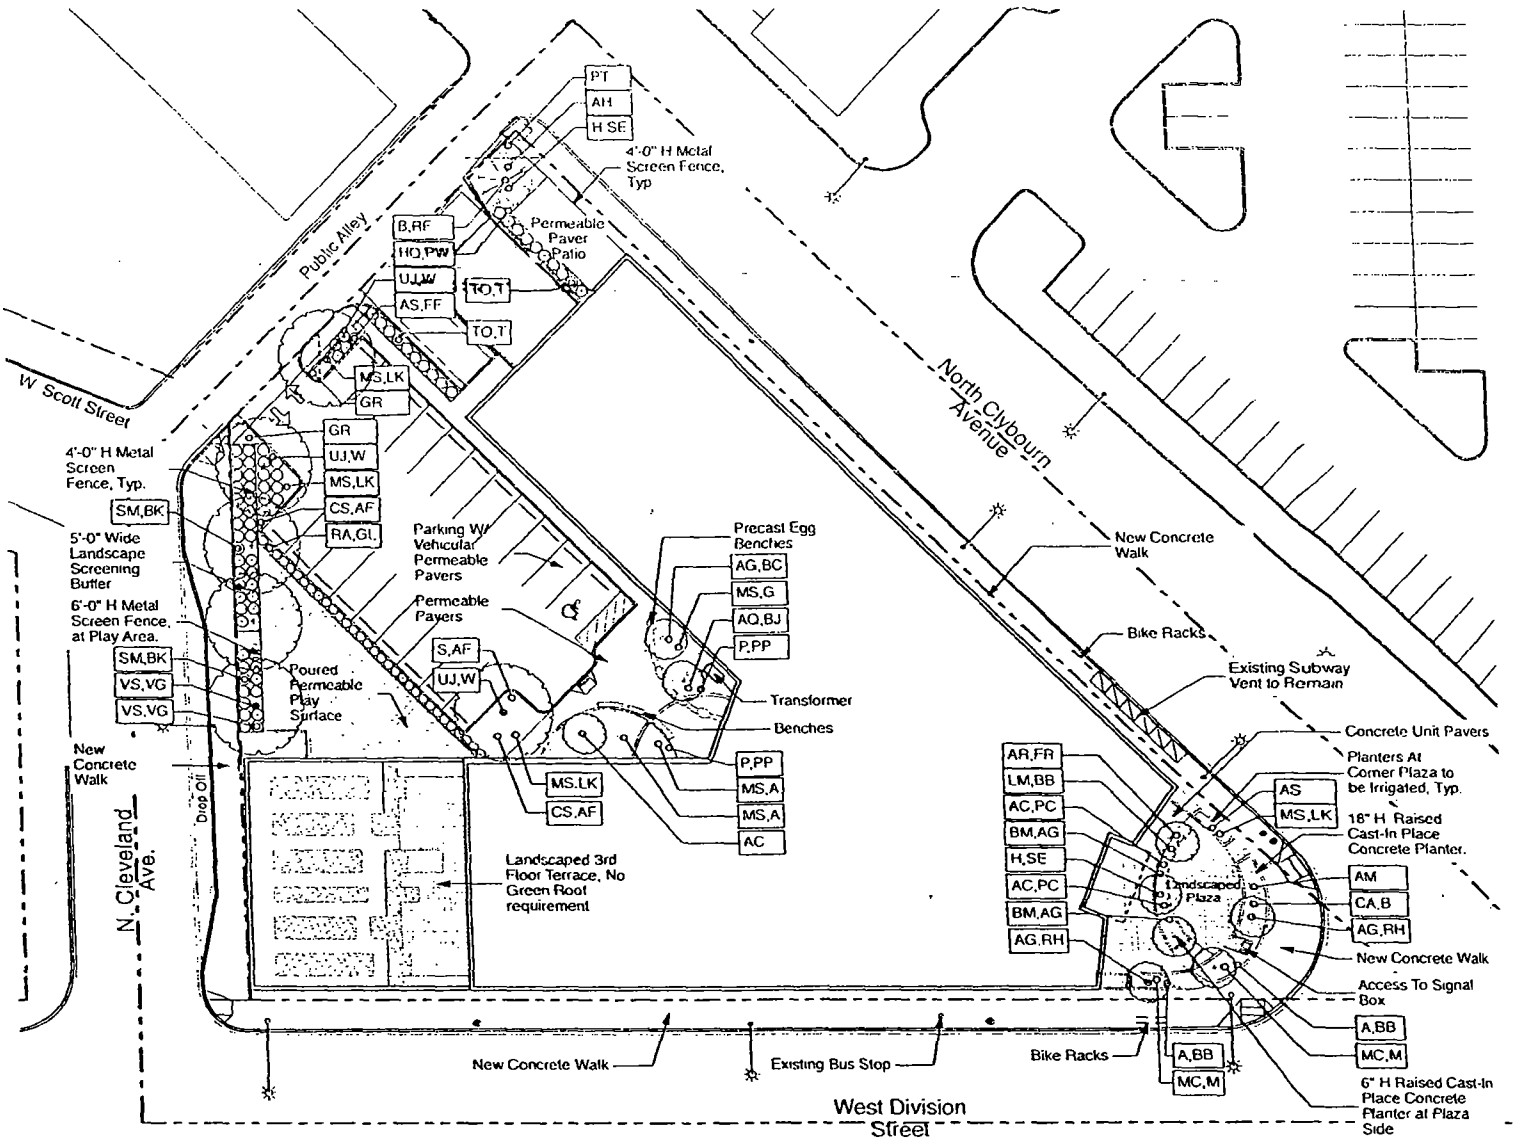 PT
AH
H SE
4'-0" H Metal
Screen Fence,
Typ
Public Alley
B,RF
HQ,PW
UJ,W
AS,FF
TO,T
TO,T
Permeable
Paver
Patio
W Scott Street
MS,LK
GR
GR
UJ,W
MS,LK
CS,AF
RA,GL
4'-0" H Metal
Screen
Fence, Typ.
SM,BK
5'-0" Wide
Landscape
Screening
Buffer
6'-0" H Metal
Screen Fence,
at Play Area.
SM,BK
VS,VG
VS,VG
New
Concrete
Walk
Drop Off
N. Cleveland
Ave.
Poured
Permeable
Play
Surface
Parking W/
Vehicular
Permeable
Pavers
Permeable
Pavers
S,AF
UJ,W
Precast Egg
Benches
AG,BC
MS,G
AQ,BJ
P,PP
Transformer
Benches
P,PP
MS,A
MS,A
AC
MS,LK
CS,AF
Landscaped 3rd
Floor Terrace, No
Green Roof
requirement
North Clybourn
Avenue
New Concrete
Walk
Bike Racks
Existing Subway
Vent to Remain
Concrete Unit Pavers
Planters At
Corner Plaza to
be Irrigated, Typ.
AS
MS,LK
18" H Raised
Cast-In Place
Concrete Planter.
AR,FR
LM,BB
AC,PC
BM,AG
H,SE
AC,PC
BM,AG
AG,RH
Landscaped
Plaza
AM
CA,B
AG,RH
New Concrete Walk
Access To Signal
Box
A,BB
MC,M
6" H Raised Cast-In
Place Concrete
Planter at Plaza
Side
A,BB
MC,M
Bike Racks
Existing Bus Stop
New Concrete Walk
West Division
Street